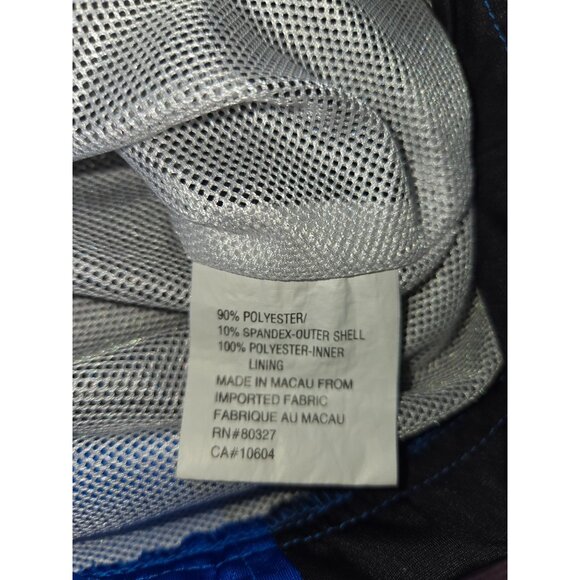 90% POLYESTER/
10% SPANDEX-OUTER SHELL
100% POLYESTER-INNER
LINING
MADE IN MACAU FROM
IMPORTED FABRIC
FABRIQUE AU MACAU
RN#80327
CA#10604